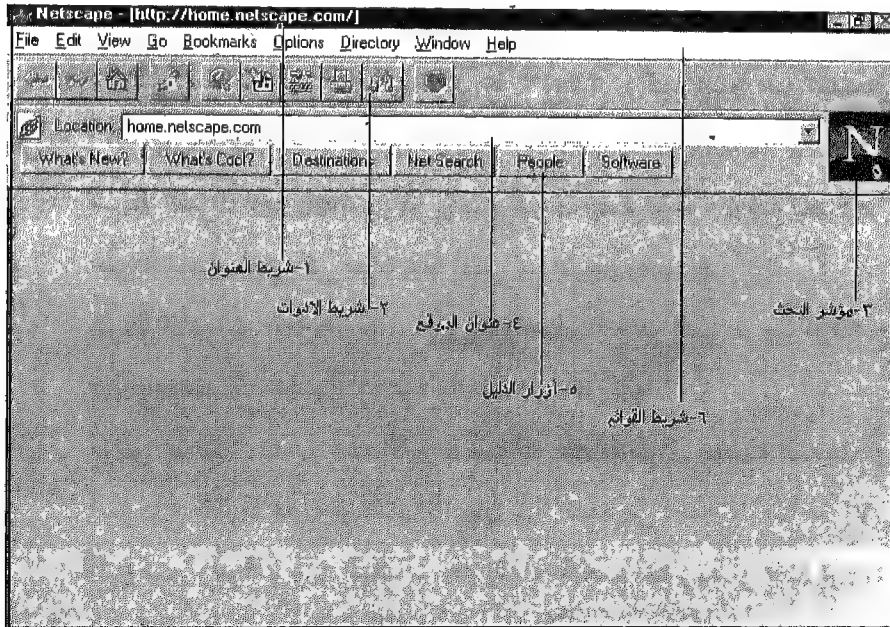 Netscape - [http://home.netscape.com/]
File Edit View Go Bookmarks Options Directory Window Help
Location: home.netscape.com
N
What's New? What's Cool? Destinations Net Search People Software
١-شريط العنوان
٢-شريط الادوات
٣-مؤشر البحث
٤-عنوان الموقع
٥-أزرار الدليل
٦-شريط القوائم